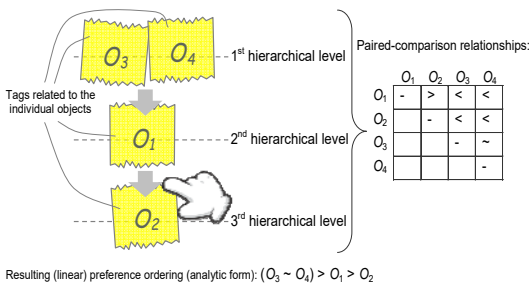 O3 O4
1st hierarchical level
Tags related to the
individual objects
O1
2nd hierarchical level
O2
3rd hierarchical level
Paired-comparison relationships:
O1 O2 O3 O4
O1 - > < <
O2 - < <
O3 - ~
O4 -
Resulting (linear) preference ordering (analytic form): (O3 ~ O4) > O1 > O2